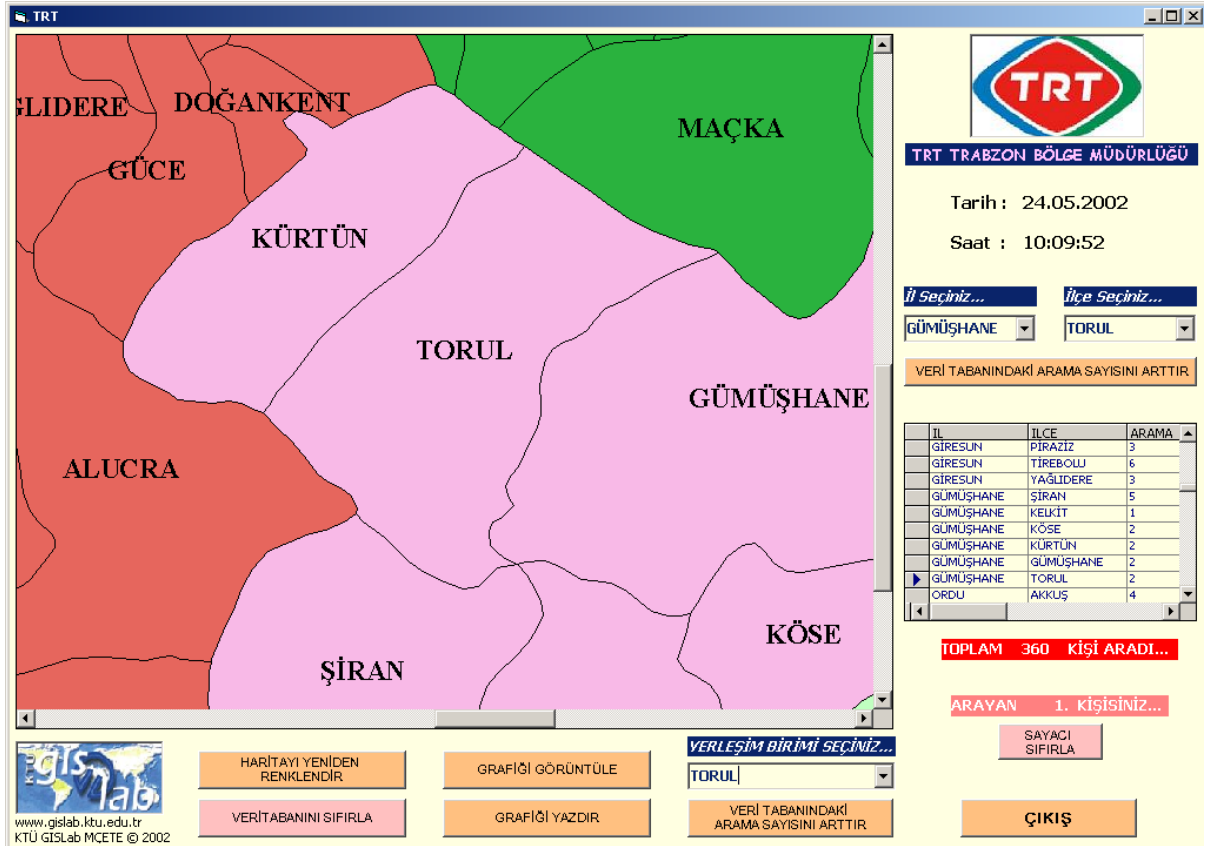 TRT
DOĞANKENT
GÜCE
MAÇKA
KÜRTÜN
TORUL
GÜMÜŞHANE
ALUCRA
KÖSE
ŞİRAN
TRT
TRT TRABZON BÖLGE MÜDÜRLÜĞÜ
Tarih : 24.05.2002
Saat : 10:09:52
İl Seçiniz... İlçe Seçiniz...
GÜMÜŞHANE TORUL
VERİ TABANINDAKİ ARAMA SAYISINI ARTTIR
IL ILCE ARAMA
GİRESUN PİRAZİZ 3
GİRESUN TİREBOLU 6
GİRESUN YAĞLIDERE 3
GÜMÜŞHANE ŞİRAN 5
GÜMÜŞHANE KELKİT 1
GÜMÜŞHANE KÖSE 2
GÜMÜŞHANE KÜRTÜN 2
GÜMÜŞHANE GÜMÜŞHANE 2
GÜMÜŞHANE TORUL 2
ORDU AKKUŞ 4
TOPLAM 360 KİŞİ ARADI...
ARAYAN 1. KİŞİSİNİZ...
SAYACI
SIFIRLA
KTÜ gıs lab
www.gislab.ktu.edu.tr
KTÜ GISLab MÇETE © 2002
HARİTAYI YENİDEN
RENKLENDİR
VERİTABANINI SIFIRLA
GRAFİĞİ GÖRÜNTÜLE
GRAFİĞİ YAZDIR
YERLEŞİM BİRİMİ SEÇİNİZ...
TORUL
VERİ TABANINDAKİ
ARAMA SAYISINI ARTTIR
ÇIKIŞ